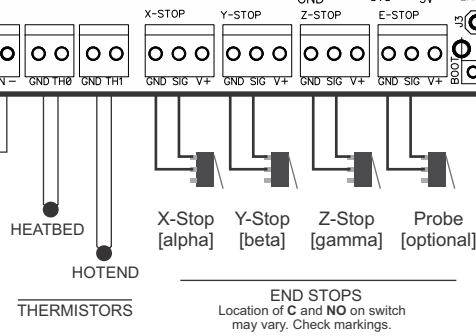 GND
5V
X-STOP
Y-STOP
Z-STOP
E-STOP
J3
BOOT
N -
GND TH0
GND TH1
GND SIG V+
GND SIG V+
GND SIG V+
GND SIG V+
X-Stop
[alpha]
Y-Stop
[beta]
Z-Stop
[gamma]
Probe
[optional]
HEATBED
HOTEND
THERMISTORS
END STOPS
Location of C and NO on switch
may vary. Check markings.